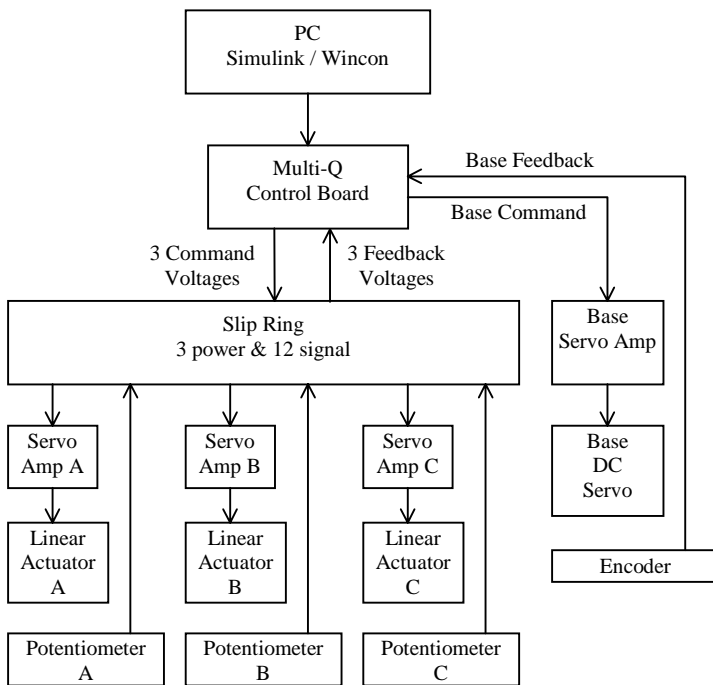 PC
Simulink / Wincon
Multi-Q
Control Board
Base Feedback
Base Command
3 Command
Voltages
3 Feedback
Voltages
Slip Ring
3 power & 12 signal
Base
Servo Amp
Servo
Amp A
Servo
Amp B
Servo
Amp C
Base
DC
Servo
Linear
Actuator
A
Linear
Actuator
B
Linear
Actuator
C
Encoder
Potentiometer
A
Potentiometer
B
Potentiometer
C